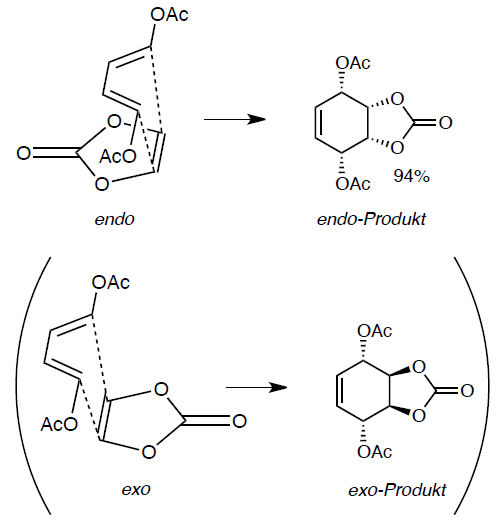 OAc
O
O
AcO
O
endo
OAc
O
O
O
OAc
94%
endo-Produkt
OAc
AcO
O
O
O
exo
OAc
O
O
O
OAc
exo-Produkt